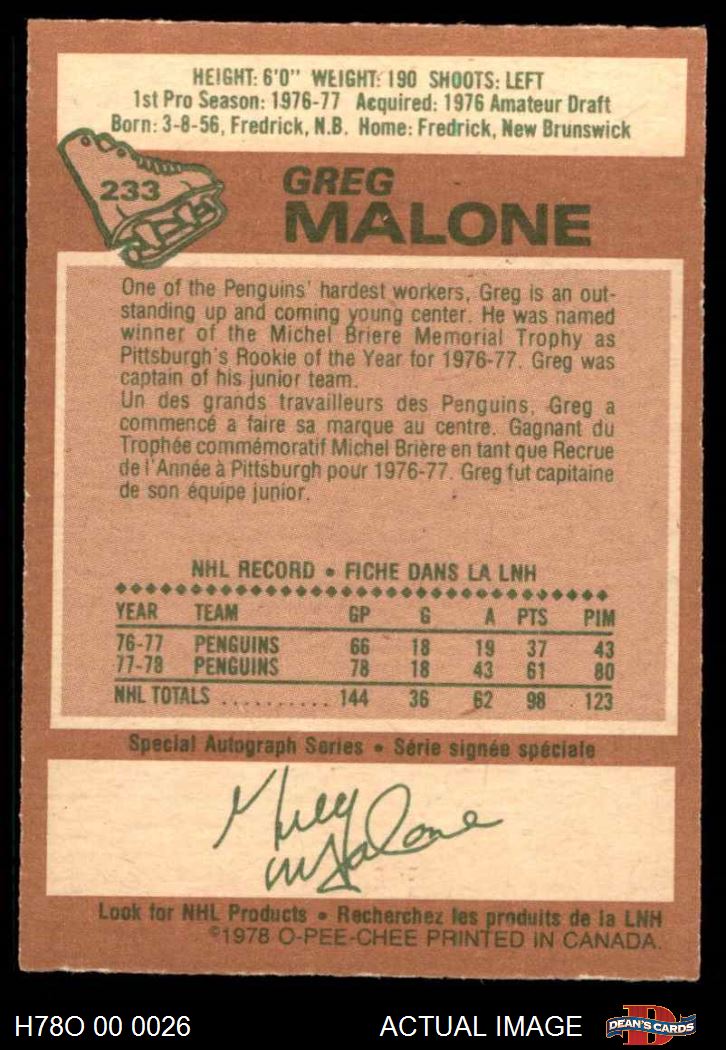 HEIGHT: 6'0" WEIGHT: 190 SHOOTS: LEFT
1st Pro Season: 1976-77 Acquired: 1976 Amateur Draft
Born: 3-8-56, Fredrick, N.B. Home: Fredrick, New Brunswick
233
GREG
MALONE
One of the Penguins' hardest workers, Greg is an out-
standing up and coming young center. He was named
winner of the Michel Briere Memorial Trophy as
Pittsburgh's Rookie of the Year for 1976-77. Greg was
captain of his junior team.
Un des grands travailleurs des Penguins, Greg a
commencé a faire sa marque au centre. Gagnant du
Trophée commémoratif Michel Brière en tant que Recrue
de l'Année à Pittsburgh pour 1976-77. Greg fut capitaine
de son équipe junior.
NHL RECORD • FICHE DANS LA LNH
YEAR TEAM GP G A PTS PIM
76-77 PENGUINS 66 18 19 37 43
77-78 PENGUINS 78 18 43 61 80
NHL TOTALS .......... 144 36 62 98 123
Special Autograph Series • Série signée spéciale
Greg
Malone
Look for NHL Products • Recherchez les produits de la LNH
©1978 O-PEE-CHEE PRINTED IN CANADA.
H78O 00 0026 ACTUAL IMAGE D DEAN'S CARDS